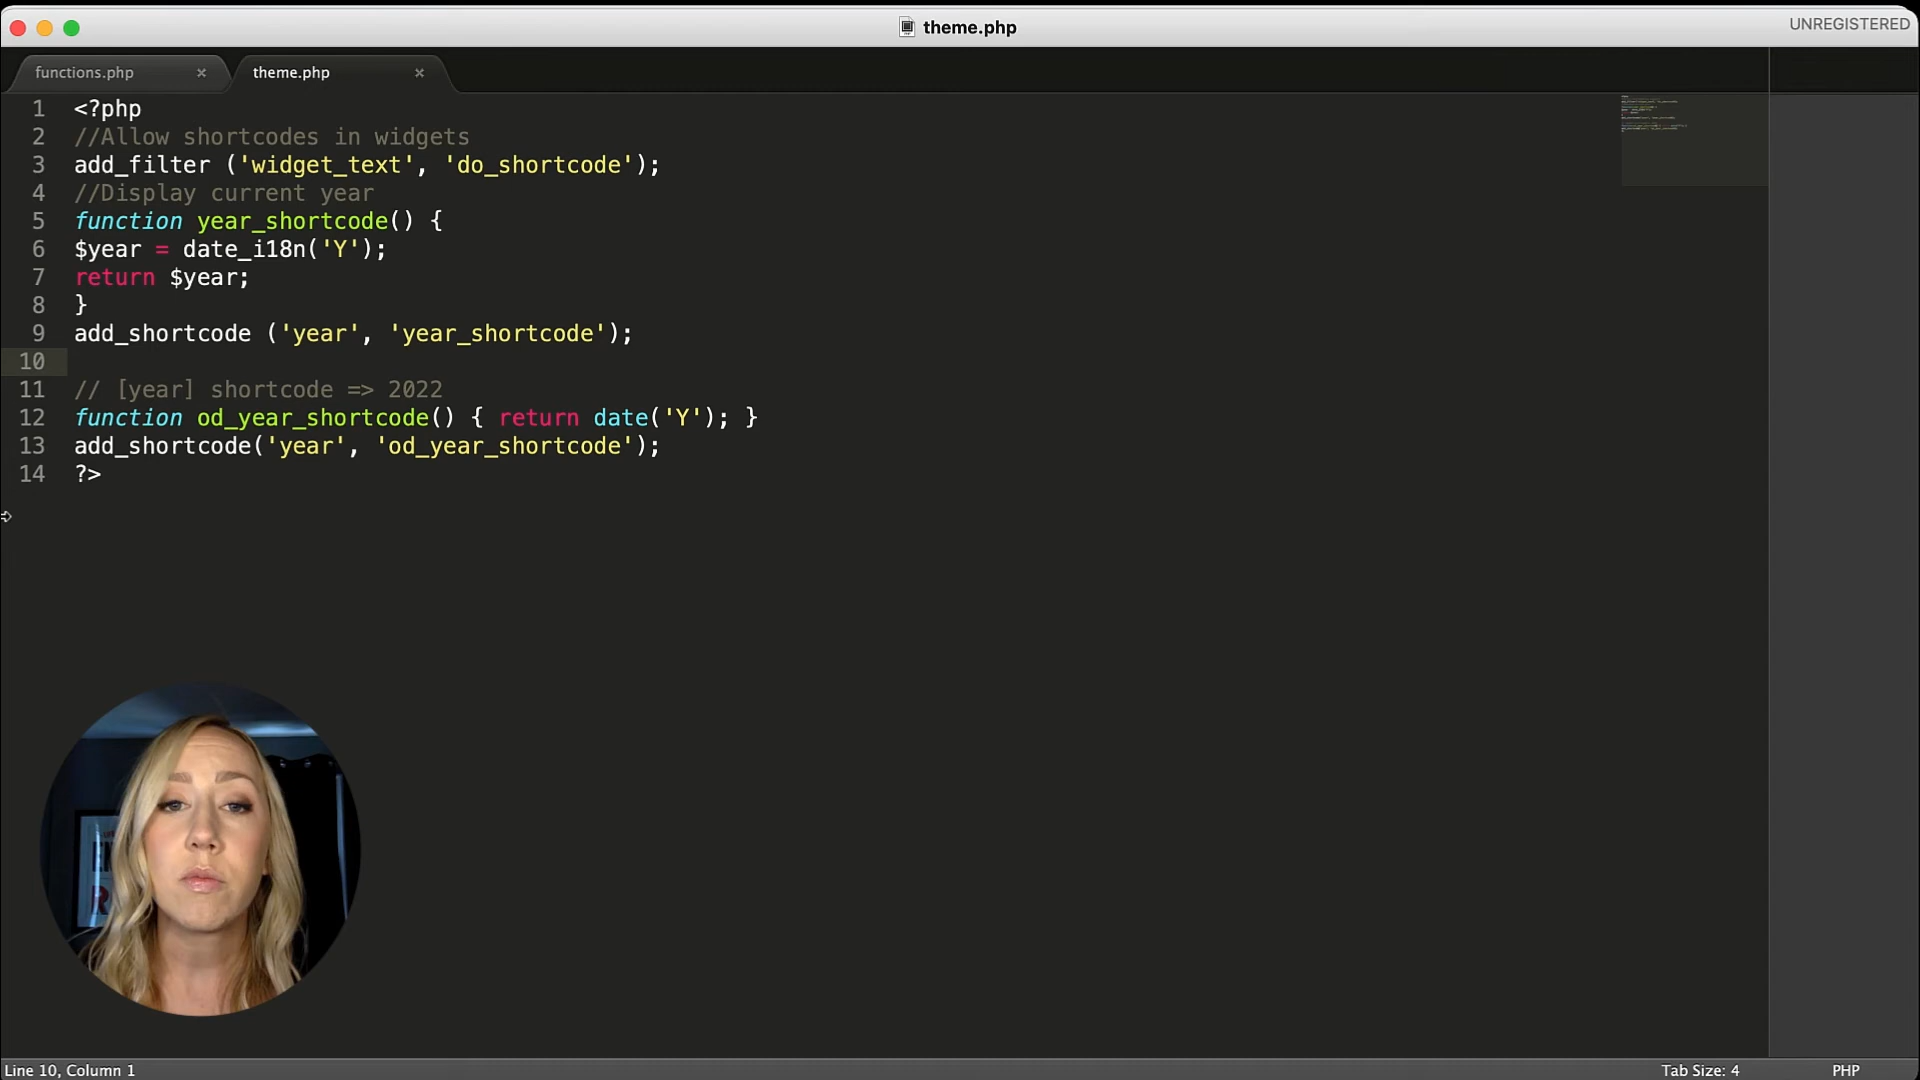 theme.php
UNREGISTERED
functions.php ×
theme.php ×
1 <?php
2 //Allow shortcodes in widgets
3 add_filter ('widget_text', 'do_shortcode');
4 //Display current year
5 function year_shortcode() {
6 $year = date_i18n('Y');
7 return $year;
8 }
9 add_shortcode ('year', 'year_shortcode');
10
11 // [year] shortcode => 2022
12 function od_year_shortcode() { return date('Y'); }
13 add_shortcode('year', 'od_year_shortcode');
14 ?>
Line 10, Column 1
Tab Size: 4
PHP